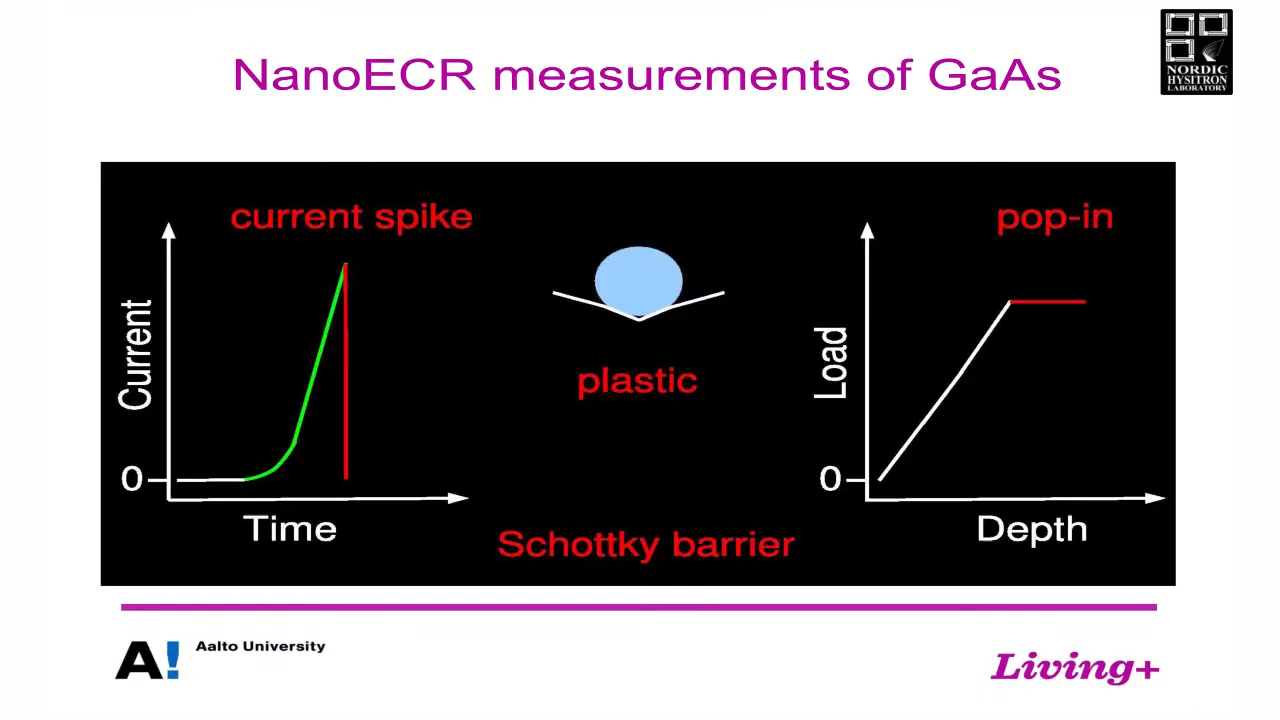 NanoECR measurements of GaAs
NORDIC
HYSITRON
LABORATORY
current spike
Current
0
Time
plastic
Schottky barrier
pop-in
Load
0
Depth
A!
Aalto University
Living+